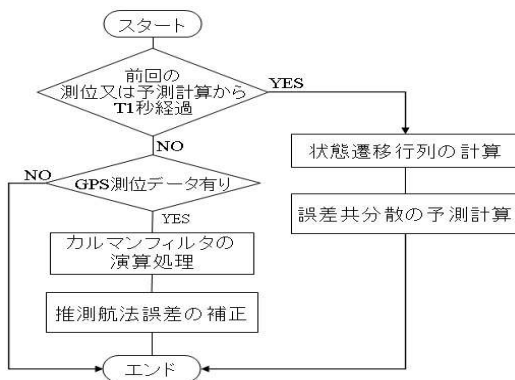 スタート
前回の
測位又は予測計算から
T1秒経過
YES
NO
状態遷移行列の計算
NO
GPS測位データ有り
YES
誤差共分散の予測計算
カルマンフィルタの
演算処理
推測航法誤差の補正
エンド